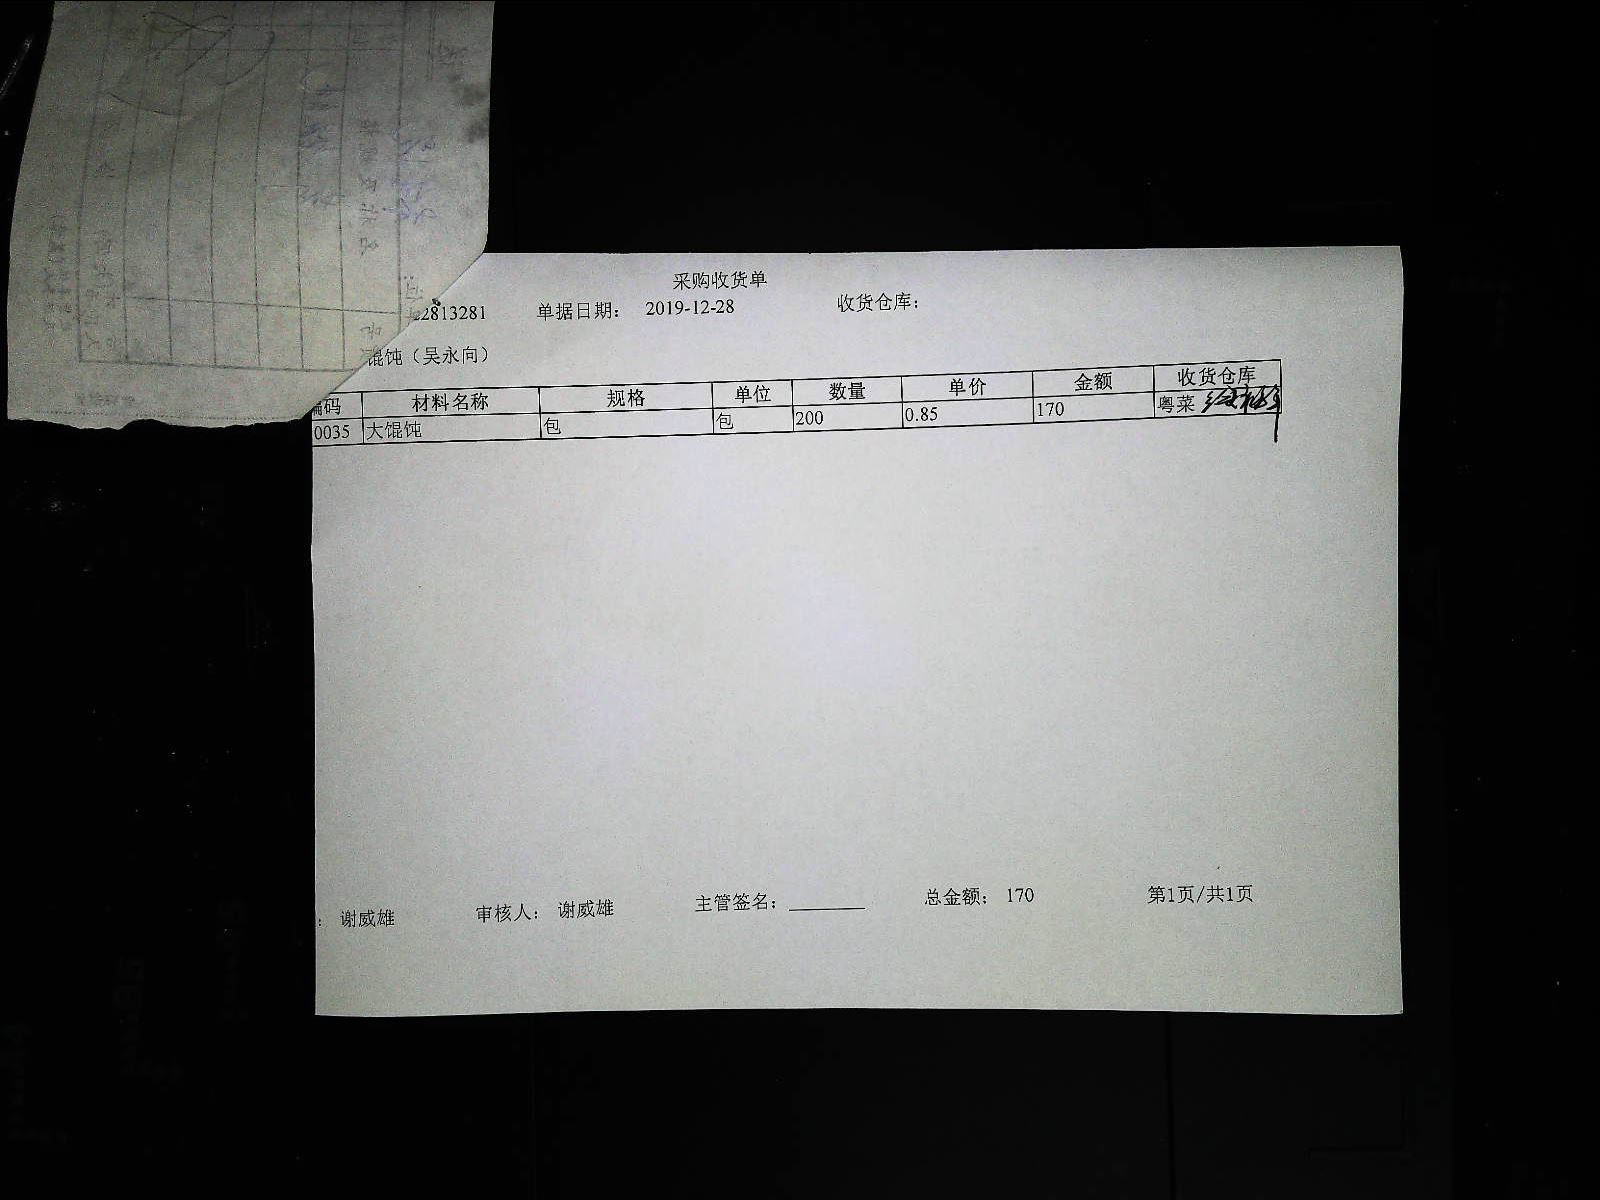 采购收货单
22813281 单据日期： 2019-12-28 收货仓库：
馄饨（吴永向）
编码 材料名称 规格 单位 数量 单价 金额 收货仓库
0035 大馄饨 包 包 200 0.85 170 粤菜
： 谢威雄 审核人： 谢威雄 主管签名：________ 总金额： 170 第1页/共1页